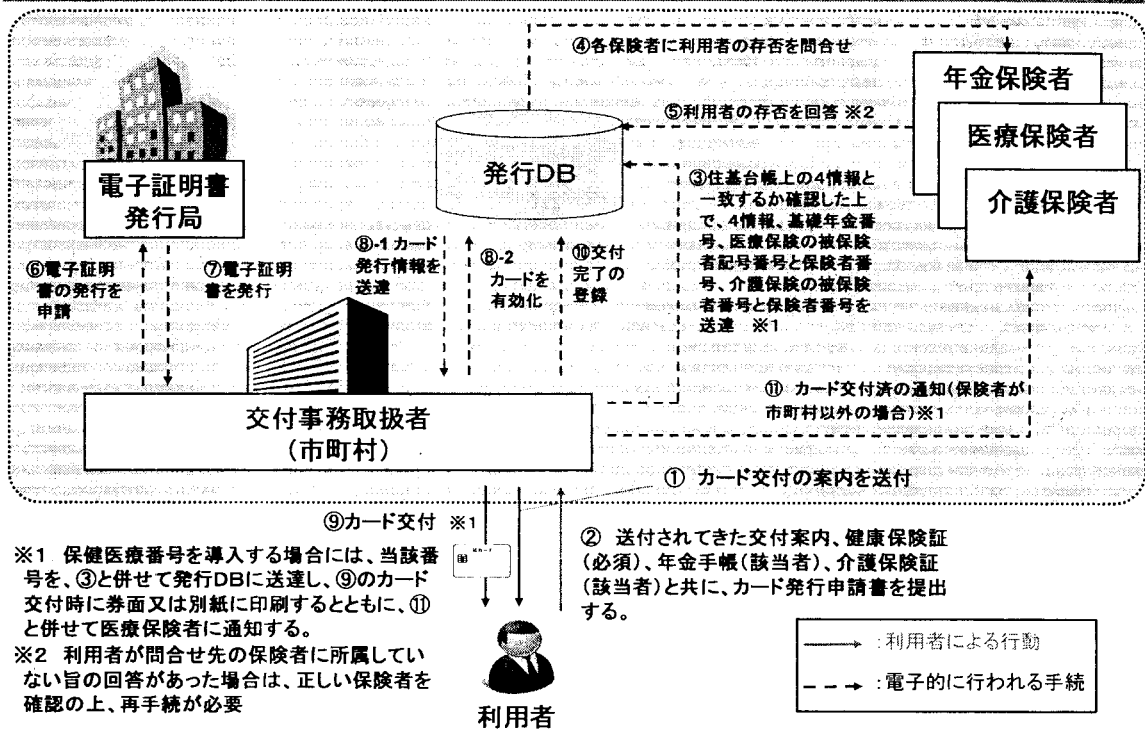 ④各保険者に利用者の存否を問合せ
年金保険者
医療保険者
介護保険者
⑤利用者の存否を回答 ※2
発行DB
電子証明書
発行局
③住基台帳上の4情報と
一致するか確認した上
で、4情報、基礎年金番
号、医療保険の被保険
者記号番号と保険者番
号、介護保険の被保険
者番号と保険者番号を
送達 ※1
⑥電子証明
書の発行を
申請
⑦電子証明
書を発行
⑧-1 カード
発行情報を
送達
⑧-2
カードを
有効化
⑩交付
完了の
登録
⑪ カード交付済の通知(保険者が
市町村以外の場合)※1
交付事務取扱者
(市町村)
① カード交付の案内を送付
⑨カード交付 ※1
② 送付されてきた交付案内、健康保険証
(必須)、年金手帳(該当者)、介護保険証
(該当者)と共に、カード発行申請書を提出
する。
※1 保健医療番号を導入する場合には、当該番
号を、③と併せて発行DBに送達し、⑨のカード
交付時に券面又は別紙に印刷するとともに、⑪
と併せて医療保険者に通知する。
※2 利用者が問合せ先の保険者に所属してい
ない旨の回答があった場合は、正しい保険者を
確認の上、再手続が必要
利用者
:利用者による行動
:電子的に行われる手続